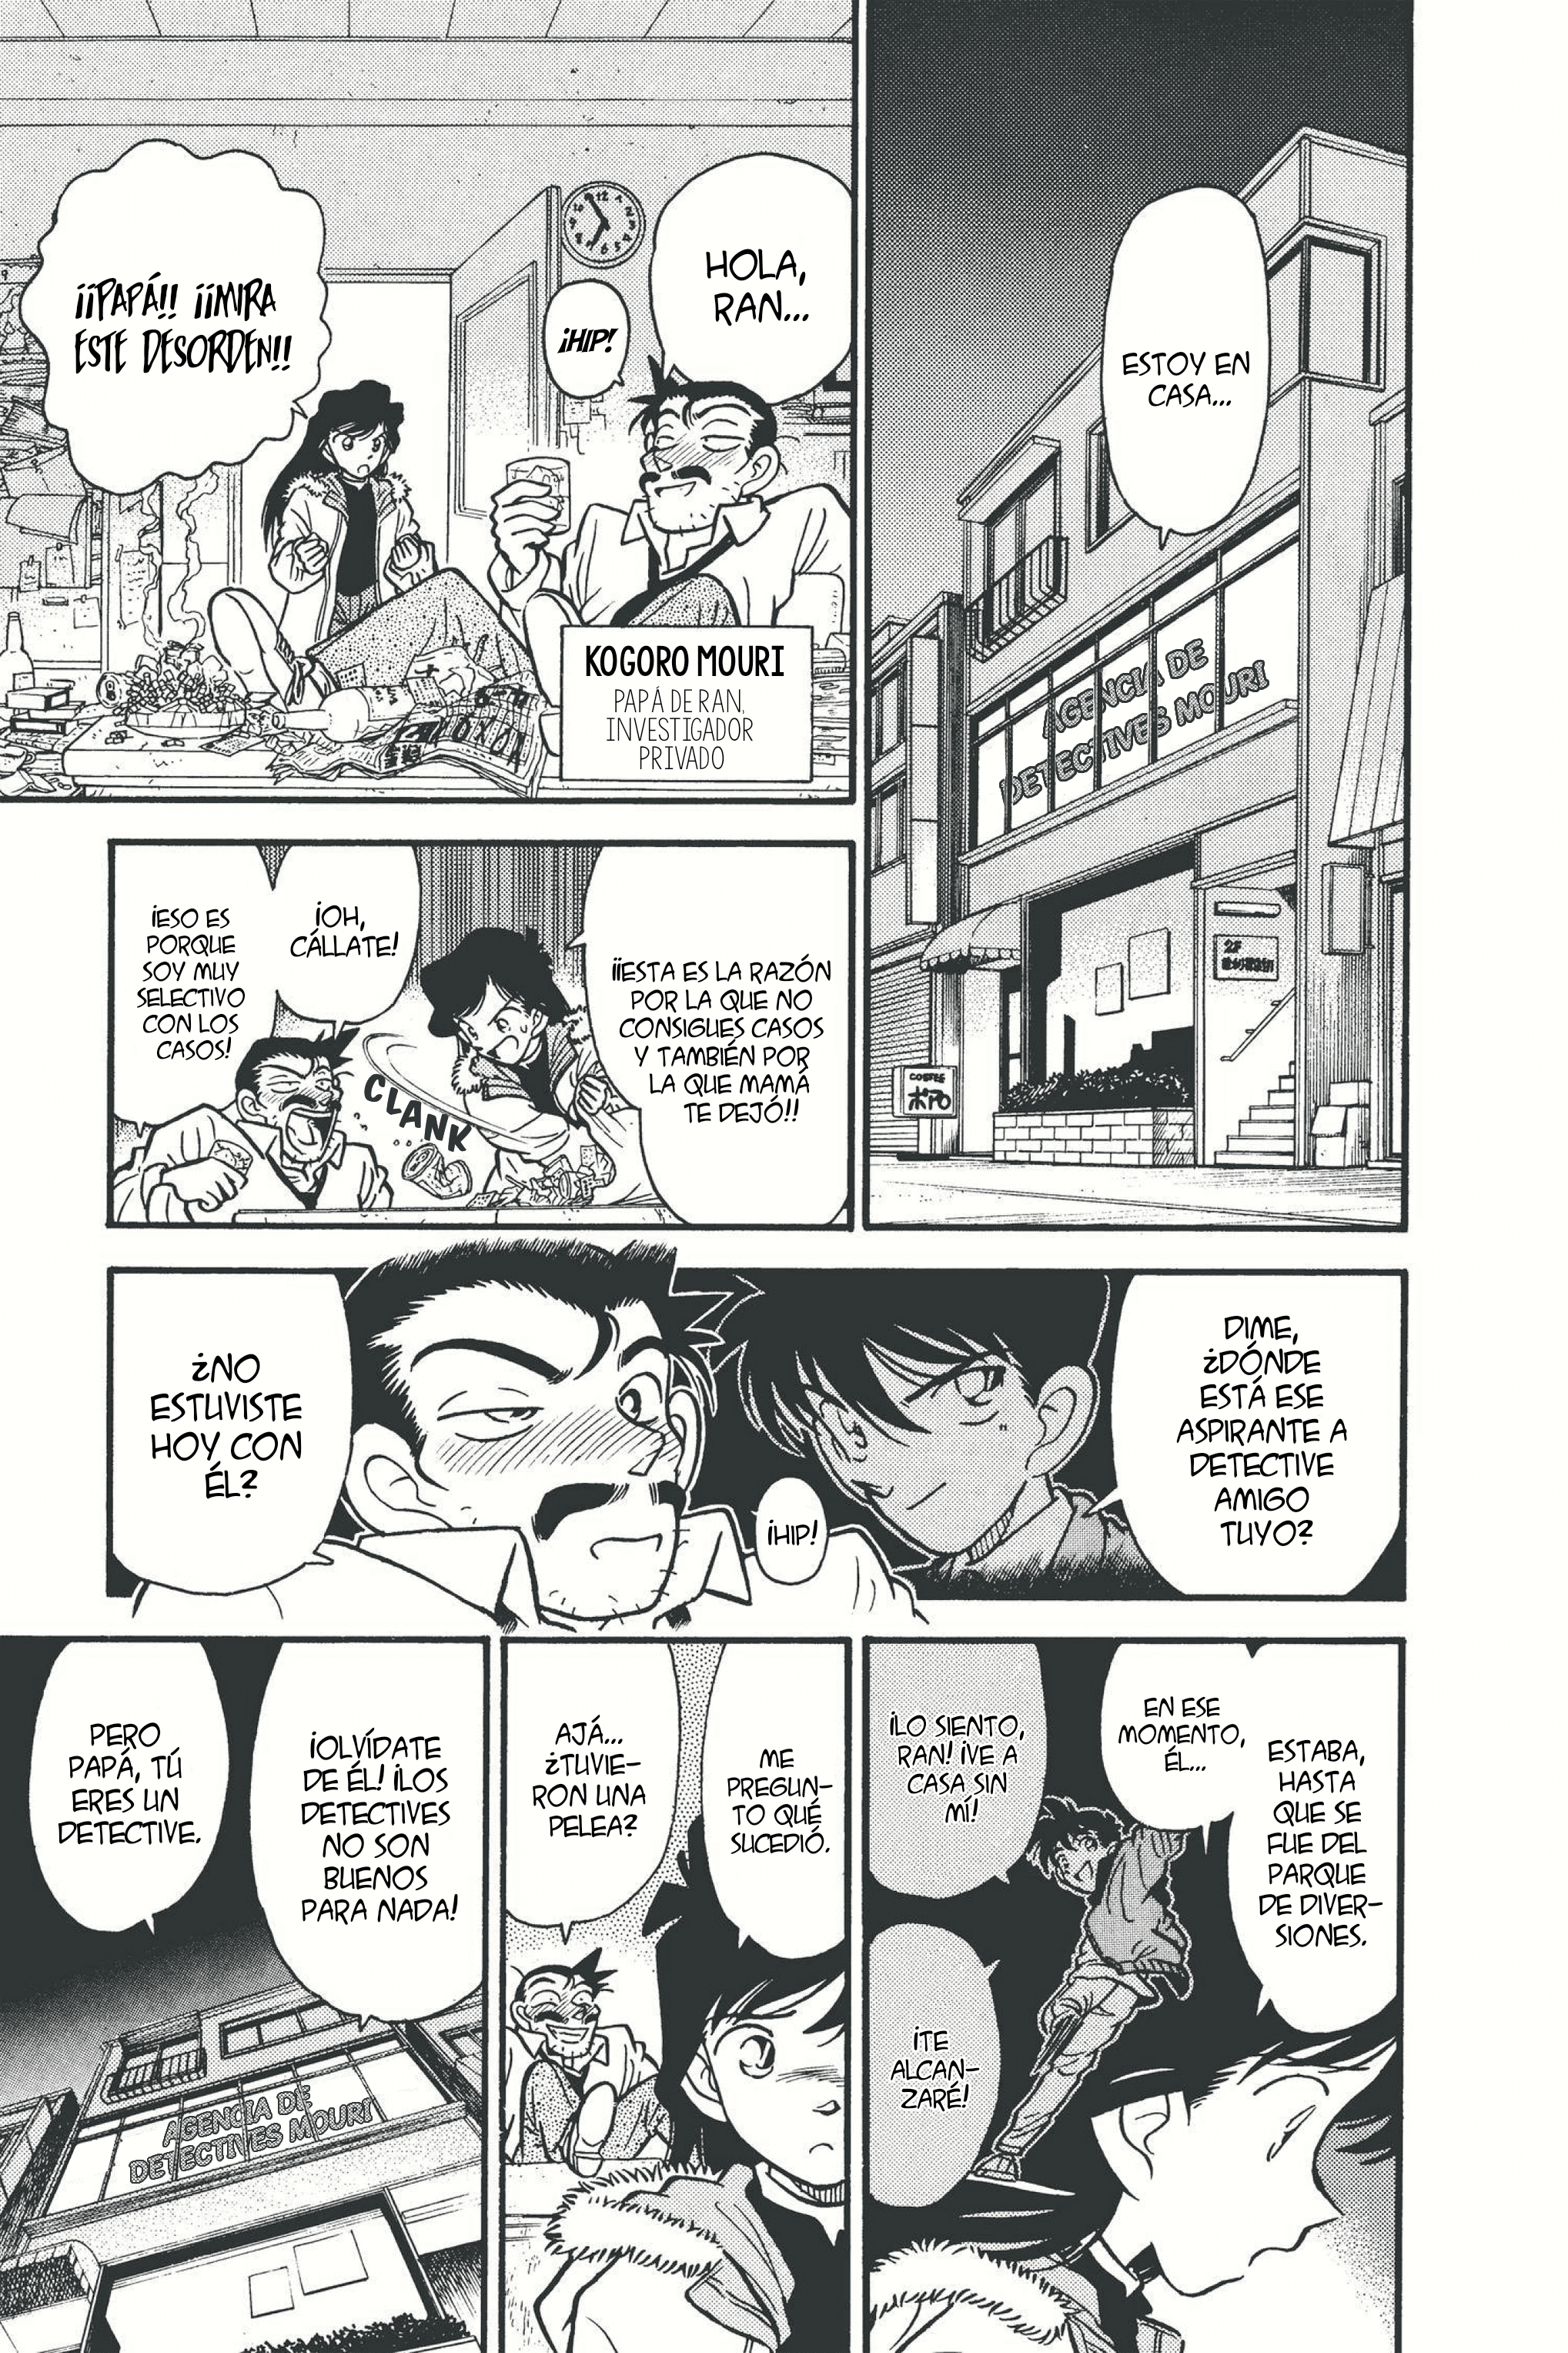 ESTOY EN
CASA...
AGENCIA DE
DETECTIVES MOURI
2F
COFFEE
ポアロ
HOLA,
RAN...
¡HIP!
¡¡PAPÁ!! ¡¡MIRA
ESTE DESORDEN!!
KOGORO MOURI
PAPÁ DE RAN,
INVESTIGADOR
PRIVADO
¡¡ESTA ES LA RAZÓN
POR LA QUE NO
CONSIGUES CASOS
Y TAMBIÉN POR
LA QUE MAMÁ
TE DEJÓ!!
CLANK
¡OH,
CÁLLATE!
¡ESO ES
PORQUE
SOY MUY
SELECTIVO
CON LOS
CASOS!
DIME,
¿DÓNDE
ESTÁ ESE
ASPIRANTE A
DETECTIVE
AMIGO
TUYO?
¡HIP!
¿NO
ESTUVISTE
HOY CON
ÉL?
ESTABA,
HASTA
QUE SE
FUE DEL
PARQUE
DE DIVER-
SIONES.
EN ESE
MOMENTO,
ÉL...
¡LO SIENTO,
RAN! ¡VE A
CASA SIN
MÍ!
¡TE
ALCAN-
ZARÉ!
ME
PREGUN-
TO QUÉ
SUCEDIÓ.
AJÁ...
¿TUVIE-
RON UNA
PELEA?
¡OLVÍDATE
DE ÉL! ¡LOS
DETECTIVES
NO SON
BUENOS
PARA NADA!
PERO
PAPÁ, TÚ
ERES UN
DETECTIVE.
AGENCIA DE
DETECTIVES MOURI